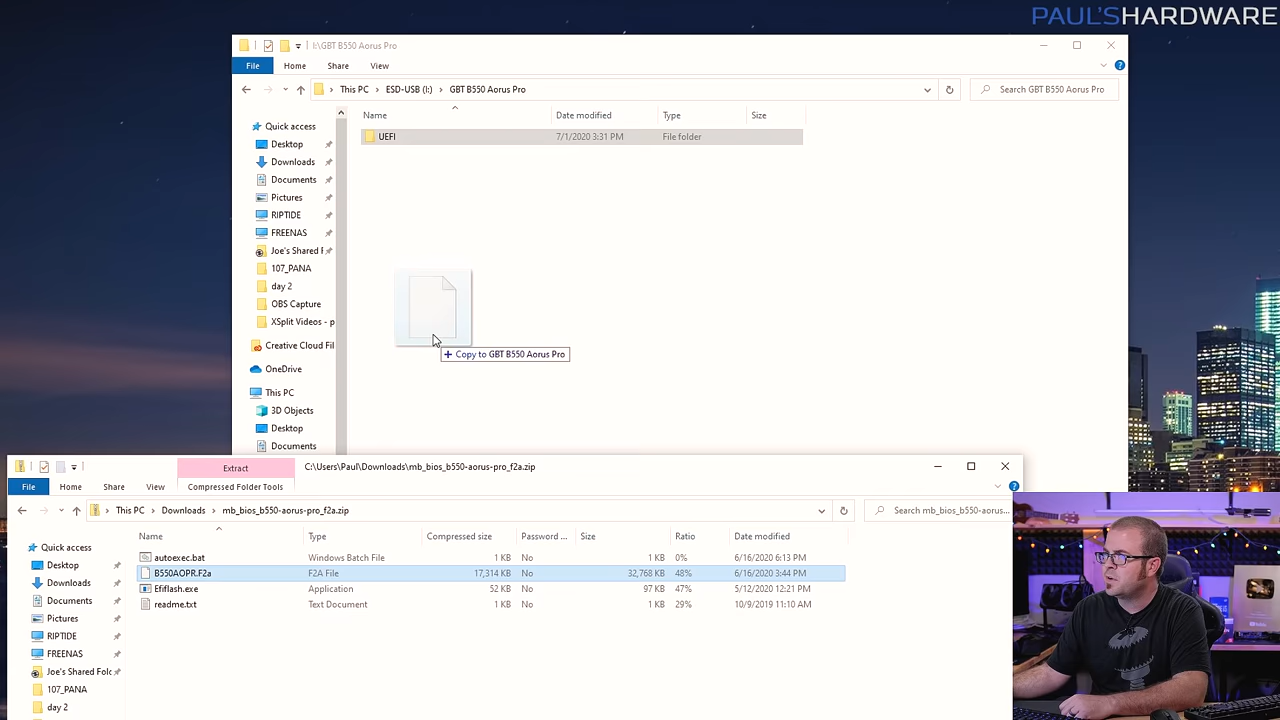 PAUL'SHARDWARE
I:\GBT B550 Aorus Pro
File Home Share View
This PC > ESD-USB (I:) > GBT B550 Aorus Pro Search GBT B550 Aorus Pro
Name Date modified Type Size
UEFI 7/1/2020 3:31 PM File folder
Quick access
Desktop
Downloads
Documents
Pictures
RIPTIDE
FREENAS
Joe's Shared F
107_PANA
day 2
OBS Capture
XSplit Videos - p
Creative Cloud Fil
OneDrive
This PC
3D Objects
Desktop
Documents
+ Copy to GBT B550 Aorus Pro
Extract C:\Users\Paul\Downloads\mb_bios_b550-aorus-pro_f2a.zip
File Home Share View Compressed Folder Tools
This PC > Downloads > mb_bios_b550-aorus-pro_f2a.zip Search mb_bios_b550-aorus-...
Name Type Compressed size Password ... Size Ratio Date modified
autoexec.bat Windows Batch File 1 KB No 1 KB 0% 6/16/2020 6:13 PM
B550AOPR.F2a F2A File 17,314 KB No 32,768 KB 48% 6/16/2020 3:44 PM
Efiflash.exe Application 52 KB No 97 KB 47% 5/12/2020 12:21 PM
readme.txt Text Document 1 KB No 1 KB 29% 10/9/2019 11:10 AM
Quick access
Desktop
Downloads
Documents
Pictures
RIPTIDE
FREENAS
Joe's Shared Folc
107_PANA
day 2